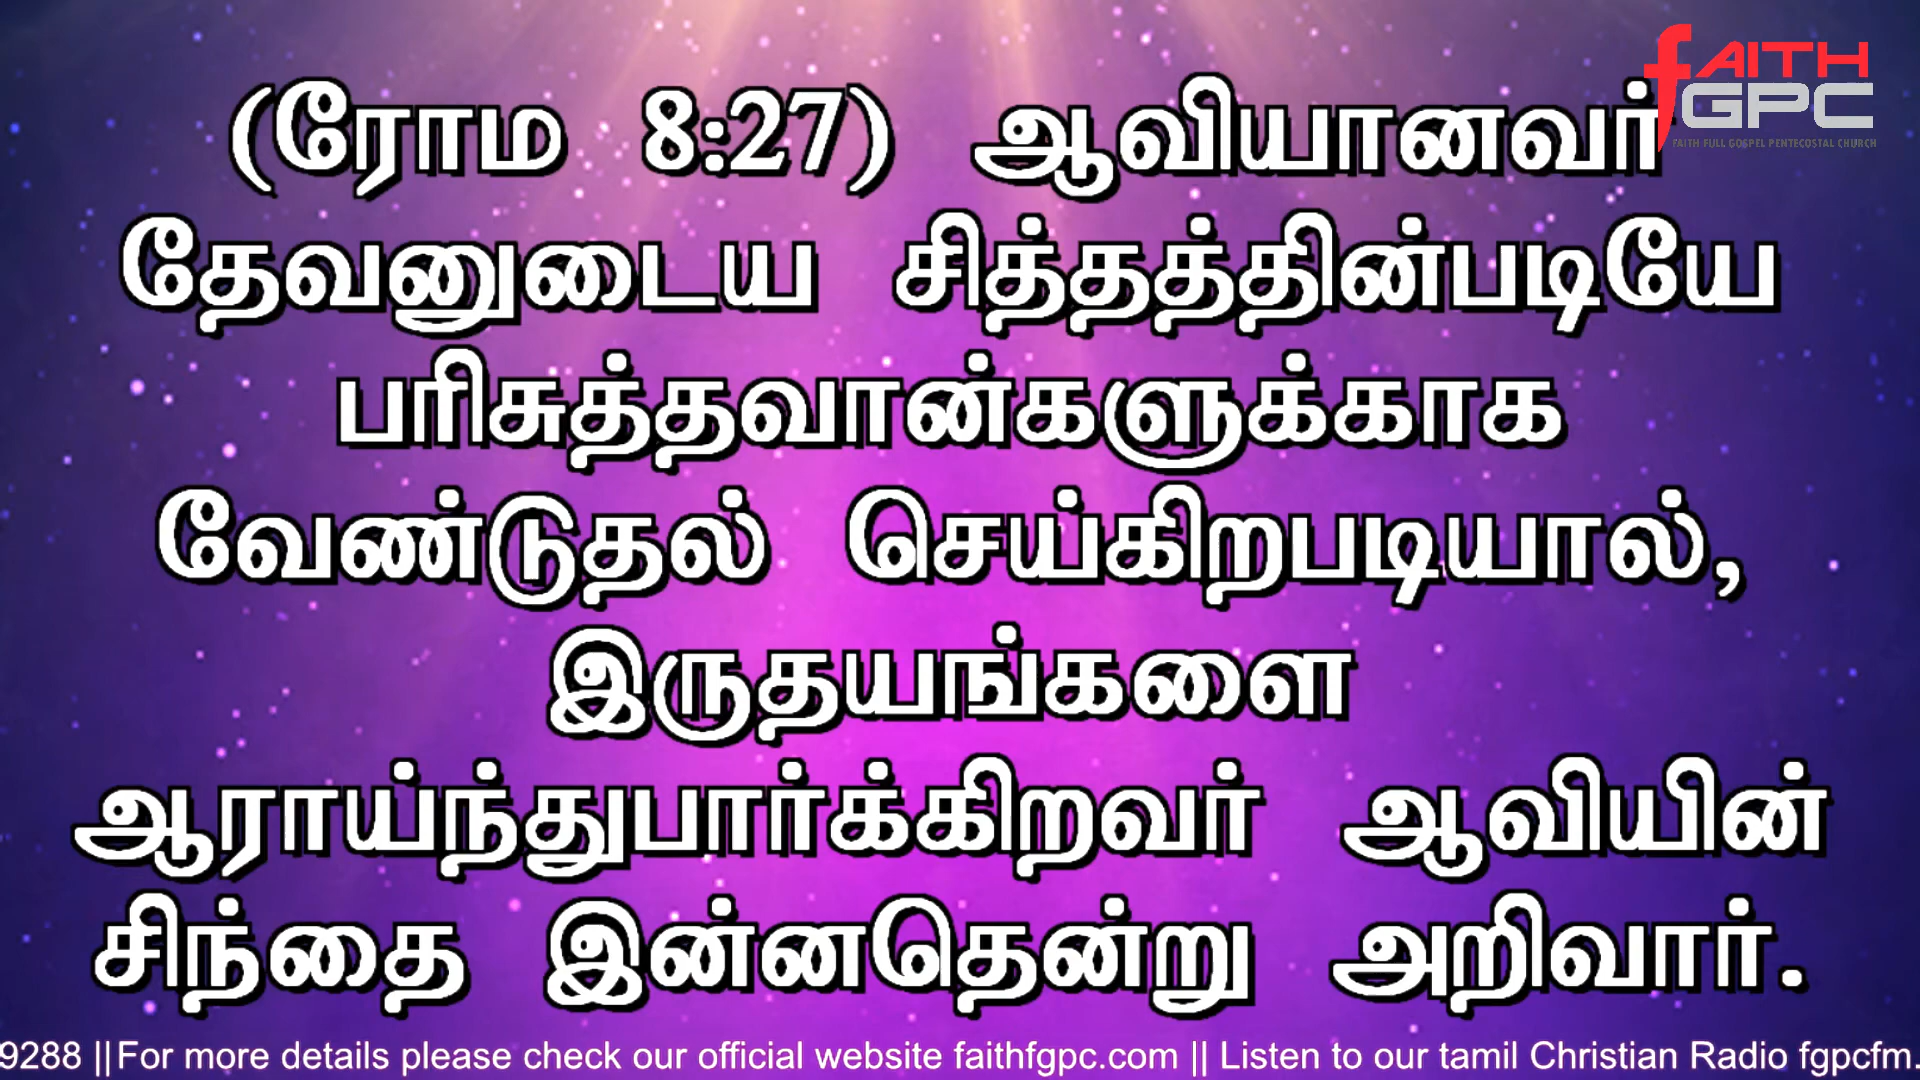 fAITH
GPC
FAITH FULL GOSPEL PENTECOSTAL CHURCH
(ரோம 8:27) ஆவியானவர்
தேவனுடைய சித்தத்தின்படியே
பரிசுத்தவான்களுக்காக
வேண்டுதல் செய்கிறபடியால்,
இருதயங்களை
ஆராய்ந்துபார்க்கிறவர் ஆவியின்
சிந்தை இன்னதென்று அறிவார்.
9288 ||For more details please check our official website faithfgpc.com || Listen to our tamil Christian Radio fgpcfm.